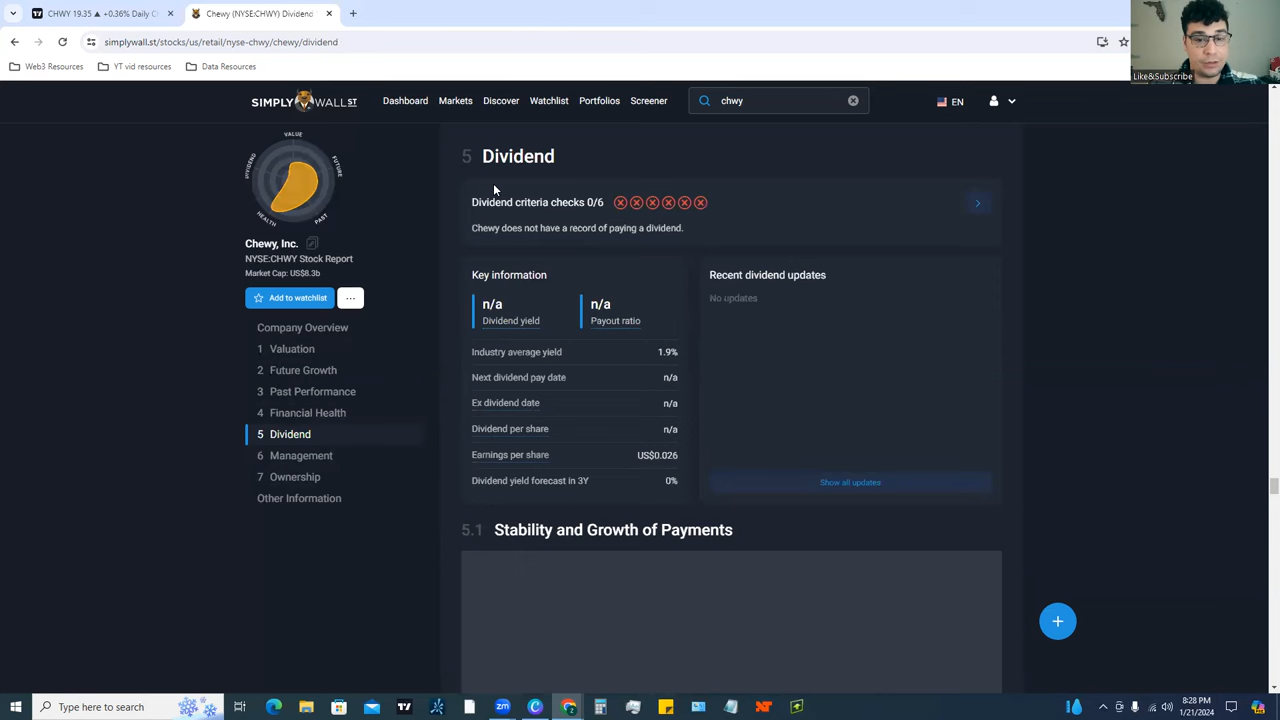 CHWY 19.35 ▲ +0.36% Daily C
Chewy (NYSE:CHWY) Dividend
simplywall.st/stocks/us/retail/nyse-chwy/chewy/dividend
Web3 Resources
YT vid resources
Data Resources
Like&Subscribe
SIMPLY WALL ST
Dashboard
Markets
Discover
Watchlist
Portfolios
Screener
chwy
EN
VALUE
FUTURE
PAST
HEALTH
DIVIDEND
Chewy, Inc.
NYSE:CHWY Stock Report
Market Cap: US$8.3b
Add to watchlist
Company Overview
1 Valuation
2 Future Growth
3 Past Performance
4 Financial Health
5 Dividend
6 Management
7 Ownership
Other Information
5 Dividend
Dividend criteria checks 0/6
Chewy does not have a record of paying a dividend.
Key information
n/a
Dividend yield
n/a
Payout ratio
Industry average yield 1.9%
Next dividend pay date n/a
Ex dividend date n/a
Dividend per share n/a
Earnings per share US$0.026
Dividend yield forecast in 3Y 0%
Recent dividend updates
No updates
Show all updates
5.1 Stability and Growth of Payments
Type here to search
8:28 PM
1/21/2024